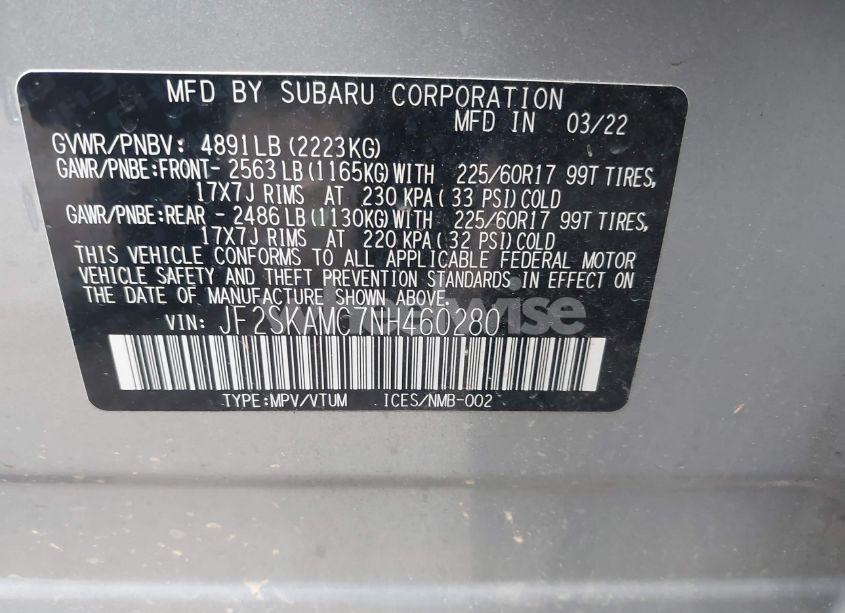 MFD BY SUBARU CORPORATION
MFD IN 03/22
GVWR/PNBV: 4891LB(2223KG)
GAWR/PNBE:FRONT- 2563LB(1165KG)WITH 225/60R17 99T TIRES,
17X7J RIMS AT 230 KPA(33 PSI)COLD
GAWR/PNBE:REAR - 2486LB(1130KG)WITH 225/60R17 99T TIRES,
17X7J RIMS AT 220 KPA(32 PSI)COLD
THIS VEHICLE CONFORMS TO ALL APPLICABLE FEDERAL MOTOR
VEHICLE SAFETY AND THEFT PREVENTION STANDARDS IN EFFECT ON
THE DATE OF MANUFACTURE SHOWN ABOVE.
VIN: JF2SKAMC7NH460280
TYPE:MPV/VTUM ICES/NMB-002